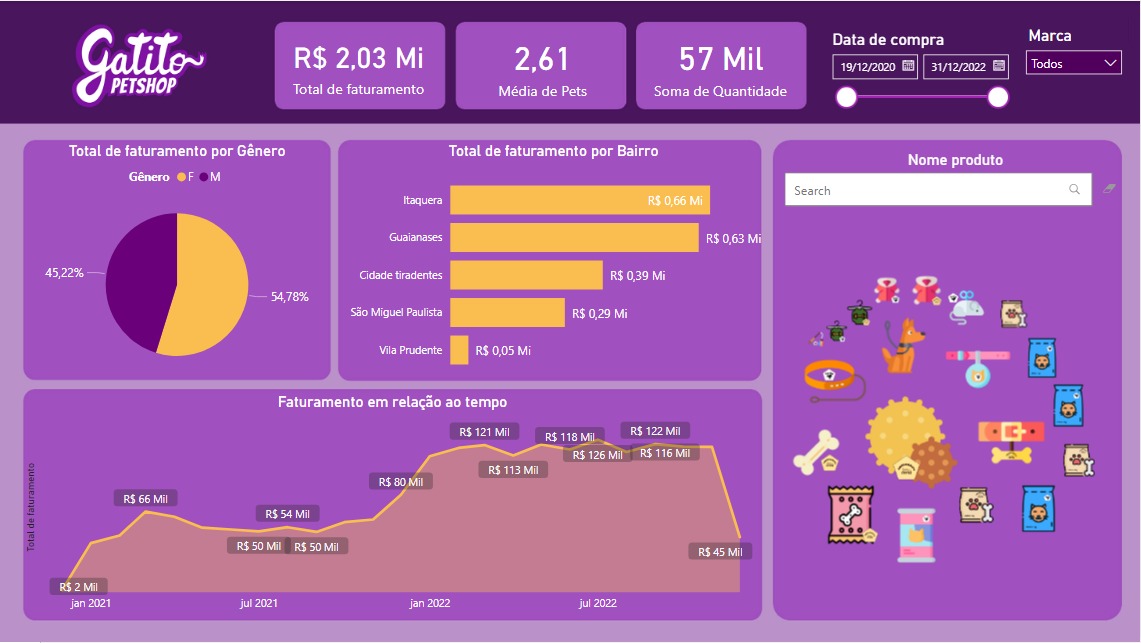 Gatito
PETSHOP
R$ 2,03 Mi
Total de faturamento
2,61
Média de Pets
57 Mil
Soma de Quantidade
Data de compra
19/12/2020
31/12/2022
Marca
Todos
Total de faturamento por Gênero
Gênero F M
45,22%
54,78%
Total de faturamento por Bairro
Itaquera R$ 0,66 Mi
Guaianases R$ 0,63 Mi
Cidade tiradentes R$ 0,39 Mi
São Miguel Paulista R$ 0,29 Mi
Vila Prudente R$ 0,05 Mi
Nome produto
Search
Faturamento em relação ao tempo
Total de faturamento
R$ 2 Mil
R$ 66 Mil
R$ 50 Mil
R$ 54 Mil
R$ 50 Mil
R$ 80 Mil
R$ 121 Mil
R$ 113 Mil
R$ 118 Mil
R$ 126 Mil
R$ 122 Mil
R$ 116 Mil
R$ 45 Mil
jan 2021
jul 2021
jan 2022
jul 2022